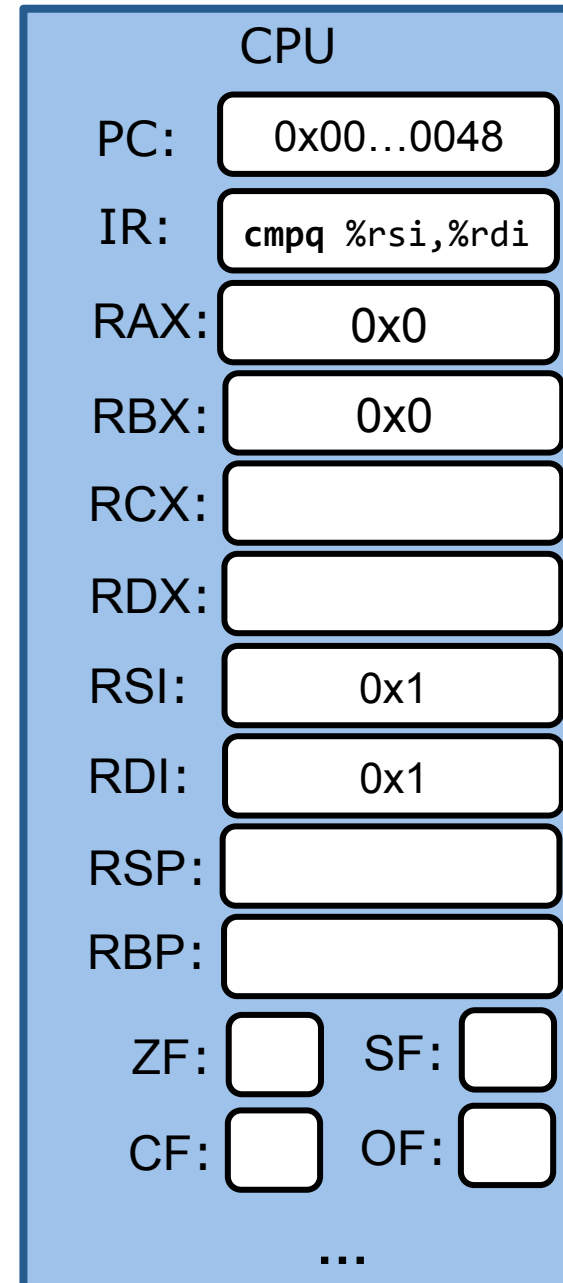 CPU
PC: 0x00...0048
IR: cmpq %rsi,%rdi
RAX: 0x0
RBX: 0x0
RCX:
RDX:
RSI: 0x1
RDI: 0x1
RSP:
RBP:
ZF: SF:
CF: OF:
...